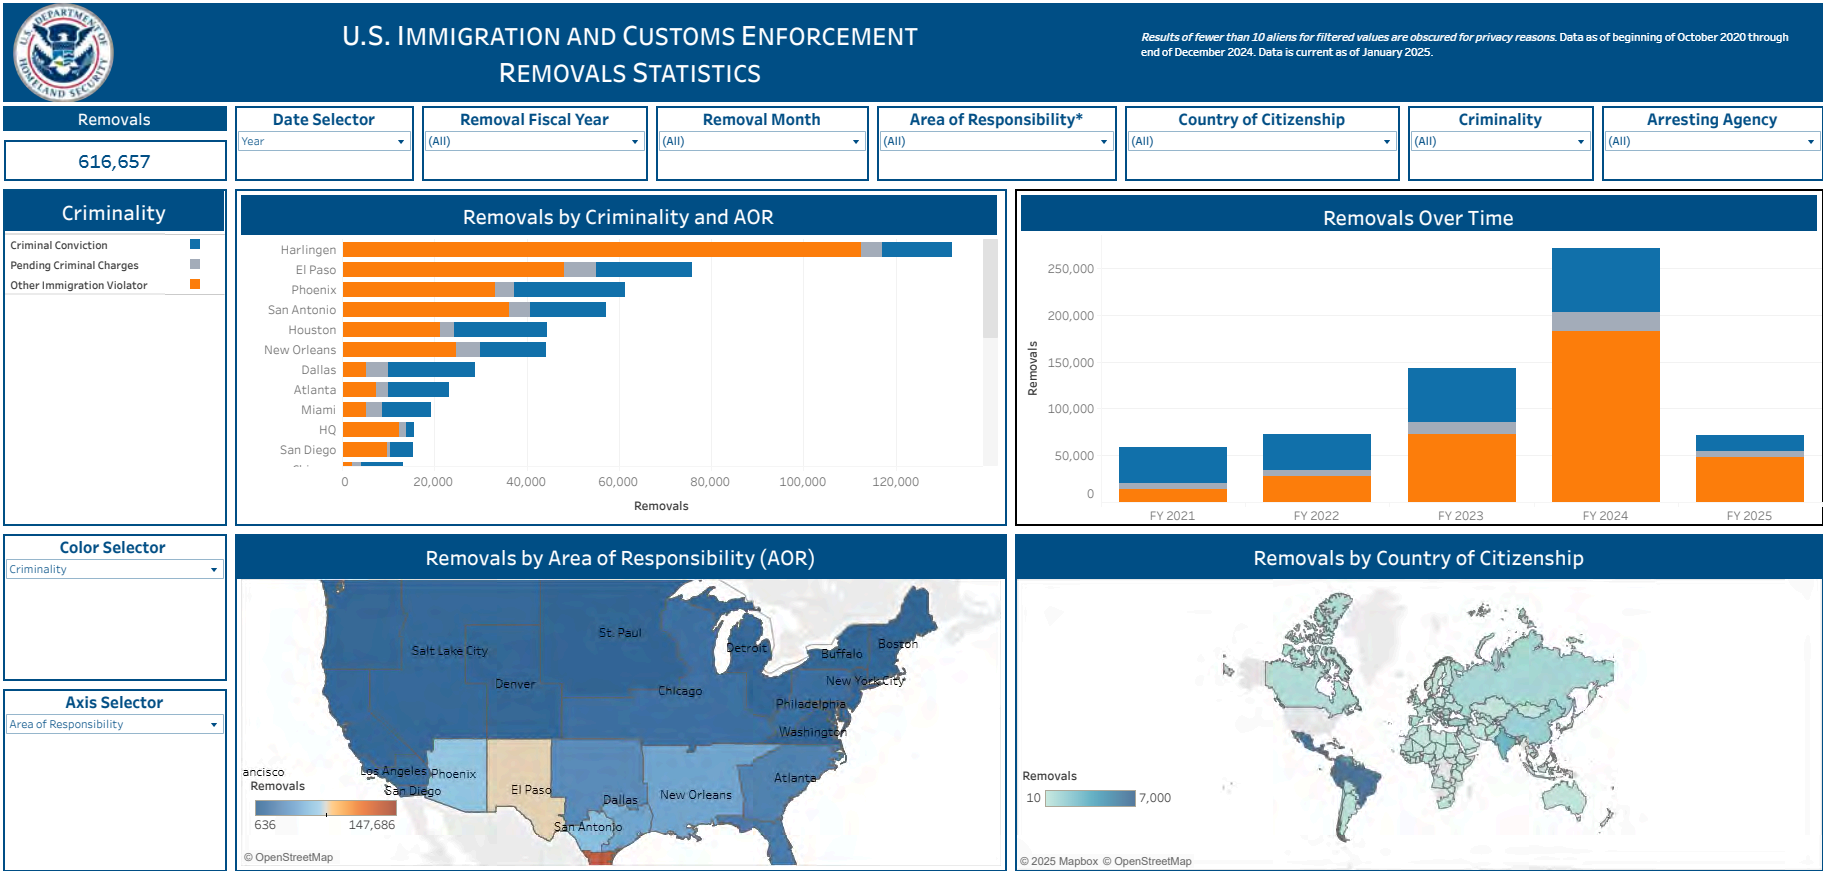 U.S. DEPARTMENT OF
HOMELAND SECURITY
U.S. IMMIGRATION AND CUSTOMS ENFORCEMENT
REMOVALS STATISTICS
Results of fewer than 10 aliens for filtered values are obscured for privacy reasons. Data as of beginning of October 2020 through
end of December 2024. Data is current as of January 2025.
Removals
616,657
Date Selector
Year
Removal Fiscal Year
(All)
Removal Month
(All)
Area of Responsibility*
(All)
Country of Citizenship
(All)
Criminality
(All)
Arresting Agency
(All)
Criminality
Criminal Conviction
Pending Criminal Charges
Other Immigration Violator
Removals by Criminality and AOR
Harlingen
El Paso
Phoenix
San Antonio
Houston
New Orleans
Dallas
Atlanta
Miami
HQ
San Diego
0
20,000
40,000
60,000
80,000
100,000
120,000
Removals
Removals Over Time
Removals
250,000
200,000
150,000
100,000
50,000
0
FY 2021
FY 2022
FY 2023
FY 2024
FY 2025
Color Selector
Criminality
Axis Selector
Area of Responsibility
Removals by Area of Responsibility (AOR)
St. Paul
Boston
Detroit
Salt Lake City
Buffalo
New York City
Denver
Chicago
Philadelphia
Washington
ancisco
Los Angeles
Phoenix
Atlanta
San Diego
El Paso
New Orleans
Dallas
San Antonio
Removals
636
147,686
© OpenStreetMap
Removals by Country of Citizenship
Removals
10
7,000
© 2025 Mapbox © OpenStreetMap